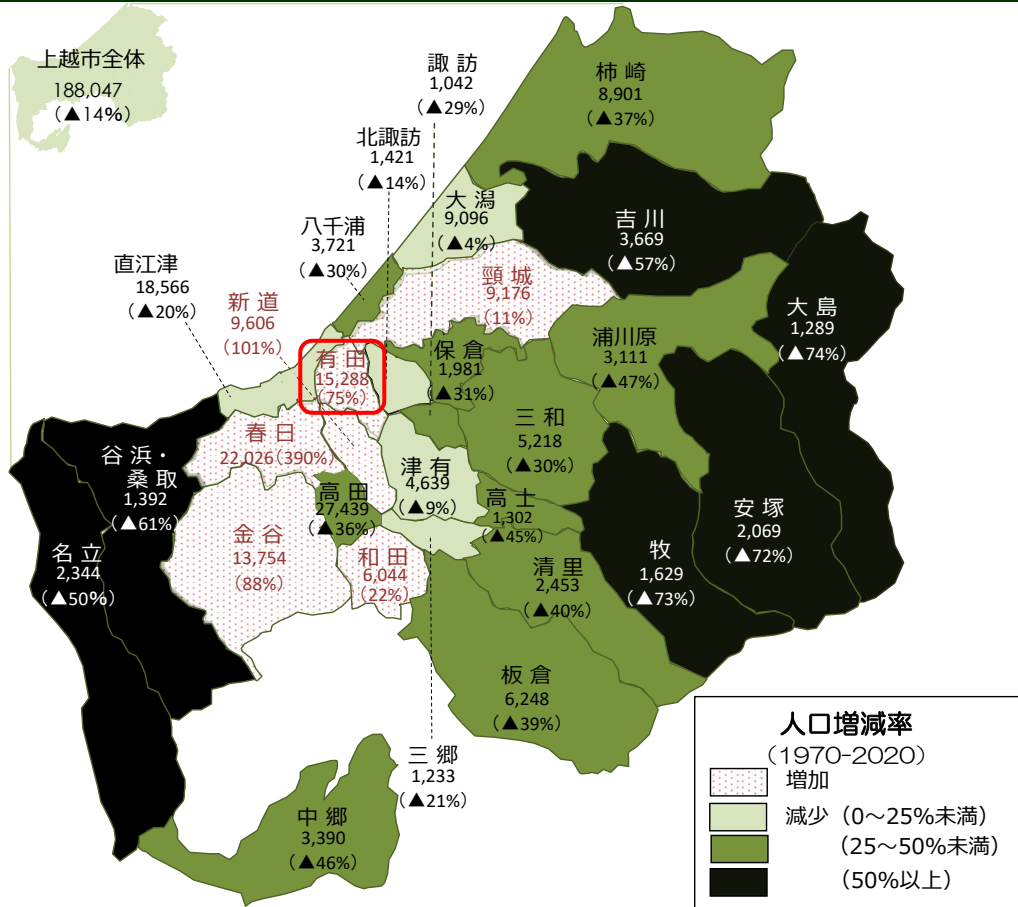 上越市全体
188,047
(▲14%)
諏訪
1,042
(▲29%)
柿崎
8,901
(▲37%)
北諏訪
1,421
(▲14%)
大潟
9,096
(▲4%)
吉川
3,669
(△57%)
八千浦
3,721
(▲30%)
直江津
18,566
(▲20%)
新道
9,606
(101%)
頸城
9,176
(11%)
大島
1,289
(△74%)
有田
15,288
(75%)
保倉
1,981
(▲31%)
浦川原
3,111
(▲47%)
春日
22,026(390%)
三和
5,218
(▲30%)
谷浜・
桑取
1,392
(△61%)
津有
4,639
(▲9%)
高田
27,439
(▲36%)
高士
1,302
(▲45%)
安塚
2,069
(△72%)
金谷
13,754
(88%)
名立
2,344
(△50%)
和田
6,044
(22%)
清里
2,453
(▲40%)
牧
1,629
(△73%)
板倉
6,248
(▲39%)
三郷
1,233
(▲21%)
中郷
3,390
(▲46%)
人口増減率
(1970-2020)
増加
減少(0～25%未満)
(25～50%未満)
(50%以上)